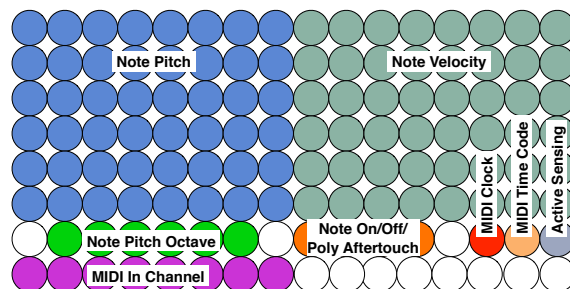 Note Pitch
Note Velocity
MIDI Clock
MIDI Time Code
Active Sensing
Note Pitch Octave
Note On/Off/
Poly Aftertouch
MIDI In Channel